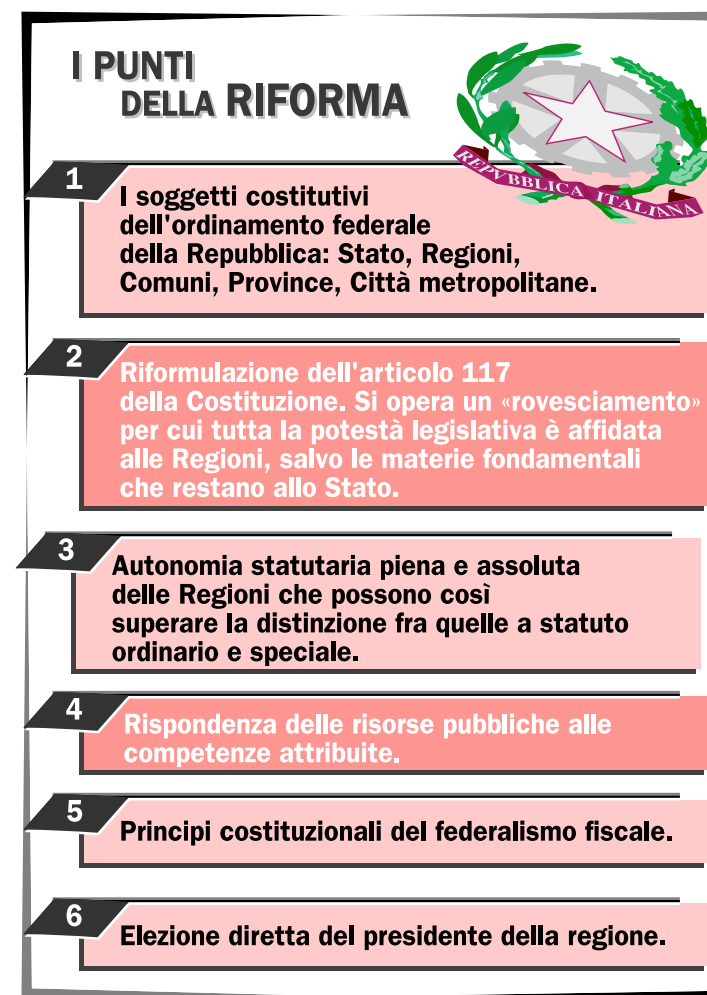 I PUNTI
DELLA RIFORMA
REPVBBLICA ITALIANA
1
I soggetti costitutivi
dell'ordinamento federale
della Repubblica: Stato, Regioni,
Comuni, Province, Città metropolitane.
2
Riformulazione dell'articolo 117
della Costituzione. Si opera un «rovesciamento»
per cui tutta la potestà legislativa è affidata
alle Regioni, salvo le materie fondamentali
che restano allo Stato.
3
Autonomia statutaria piena e assoluta
delle Regioni che possono così
superare la distinzione fra quelle a statuto
ordinario e speciale.
4
Rispondenza delle risorse pubbliche alle
competenze attribuite.
5
Principi costituzionali del federalismo fiscale.
6
Elezione diretta del presidente della regione.